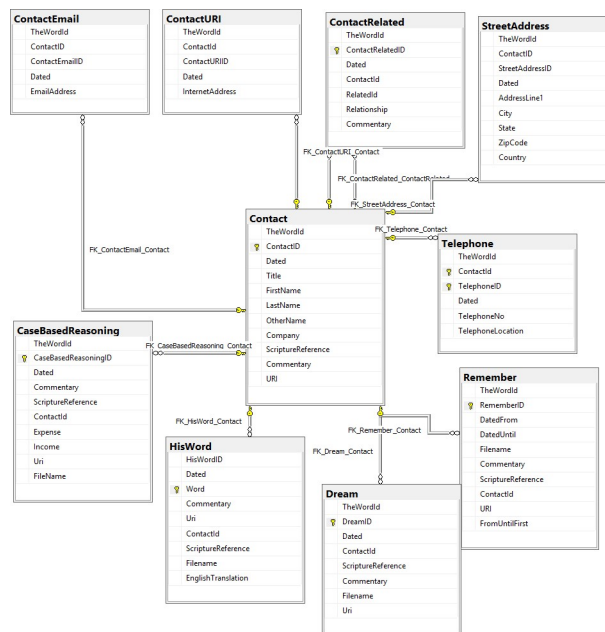 ContactEmail
TheWordId
ContactID
ContactEmailID
Dated
EmailAddress
ContactURI
TheWordId
ContactId
ContactURIID
Dated
InternetAddress
ContactRelated
TheWordId
ContactRelatedID
Dated
ContactId
RelatedId
Relationship
Commentary
StreetAddress
TheWordId
ContactID
StreetAddressID
Dated
AddressLine1
City
State
ZipCode
Country
FK_ContactURI_Contact
FK_ContactRelated_ContactRelated
FK_StreetAddress_Contact
FK_Telephone_Contact
FK_ContactEmail_Contact
Contact
TheWordId
ContactID
Dated
Title
FirstName
LastName
OtherName
Company
ScriptureReference
Commentary
URI
Telephone
TheWordId
ContactId
TelephoneID
Dated
TelephoneNo
TelephoneLocation
CaseBasedReasoning
TheWordId
CaseBasedReasoningID
Dated
Commentary
ScriptureReference
ContactId
Expense
Income
Uri
FileName
FK_CaseBasedReasoning_Contact
FK_HisWord_Contact
FK_Remember_Contact
FK_Dream_Contact
Remember
TheWordId
RememberID
DatedFrom
DatedUntil
Filename
Commentary
ScriptureReference
ContactId
URI
FromUntilFirst
HisWord
HisWordID
Dated
Word
Commentary
Uri
ContactId
ScriptureReference
Filename
EnglishTranslation
Dream
TheWordId
DreamID
Dated
ContactId
ScriptureReference
Commentary
Filename
Uri